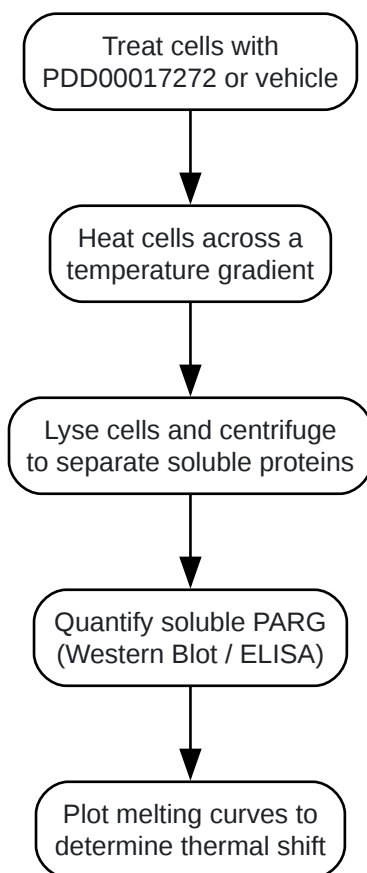 Treat cells with
PDD00017272 or vehicle
Heat cells across a
temperature gradient
Lyse cells and centrifuge
to separate soluble proteins
Quantify soluble PARG
(Western Blot / ELISA)
Plot melting curves to
determine thermal shift